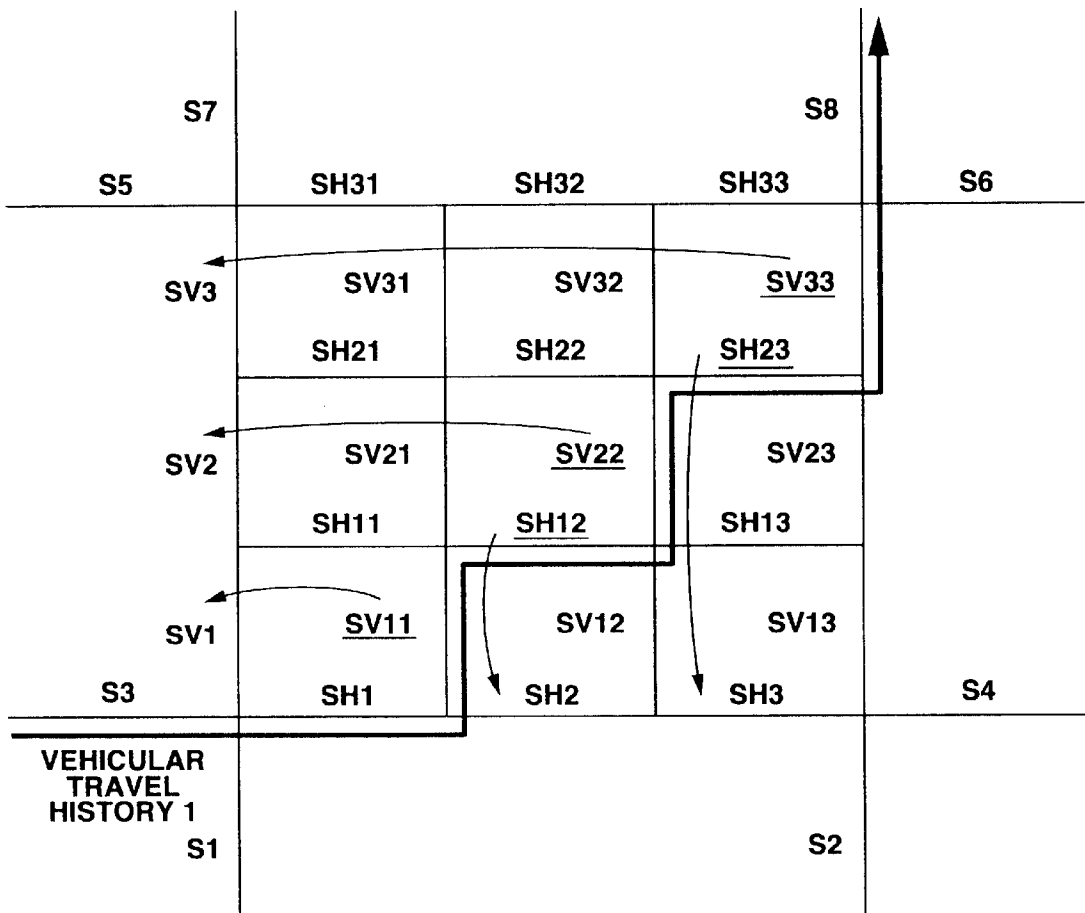 S7 S8
S5 SH31 SH32 SH33 S6
SV3 SV31 SV32 SV33
SH21 SH22 SH23
SV2 SV21 SV22 SV23
SH11 SH12 SH13
SV1 SV11 SV12 SV13
S3 SH1 SH2 SH3 S4
VEHICULAR
TRAVEL
HISTORY 1
S1 S2